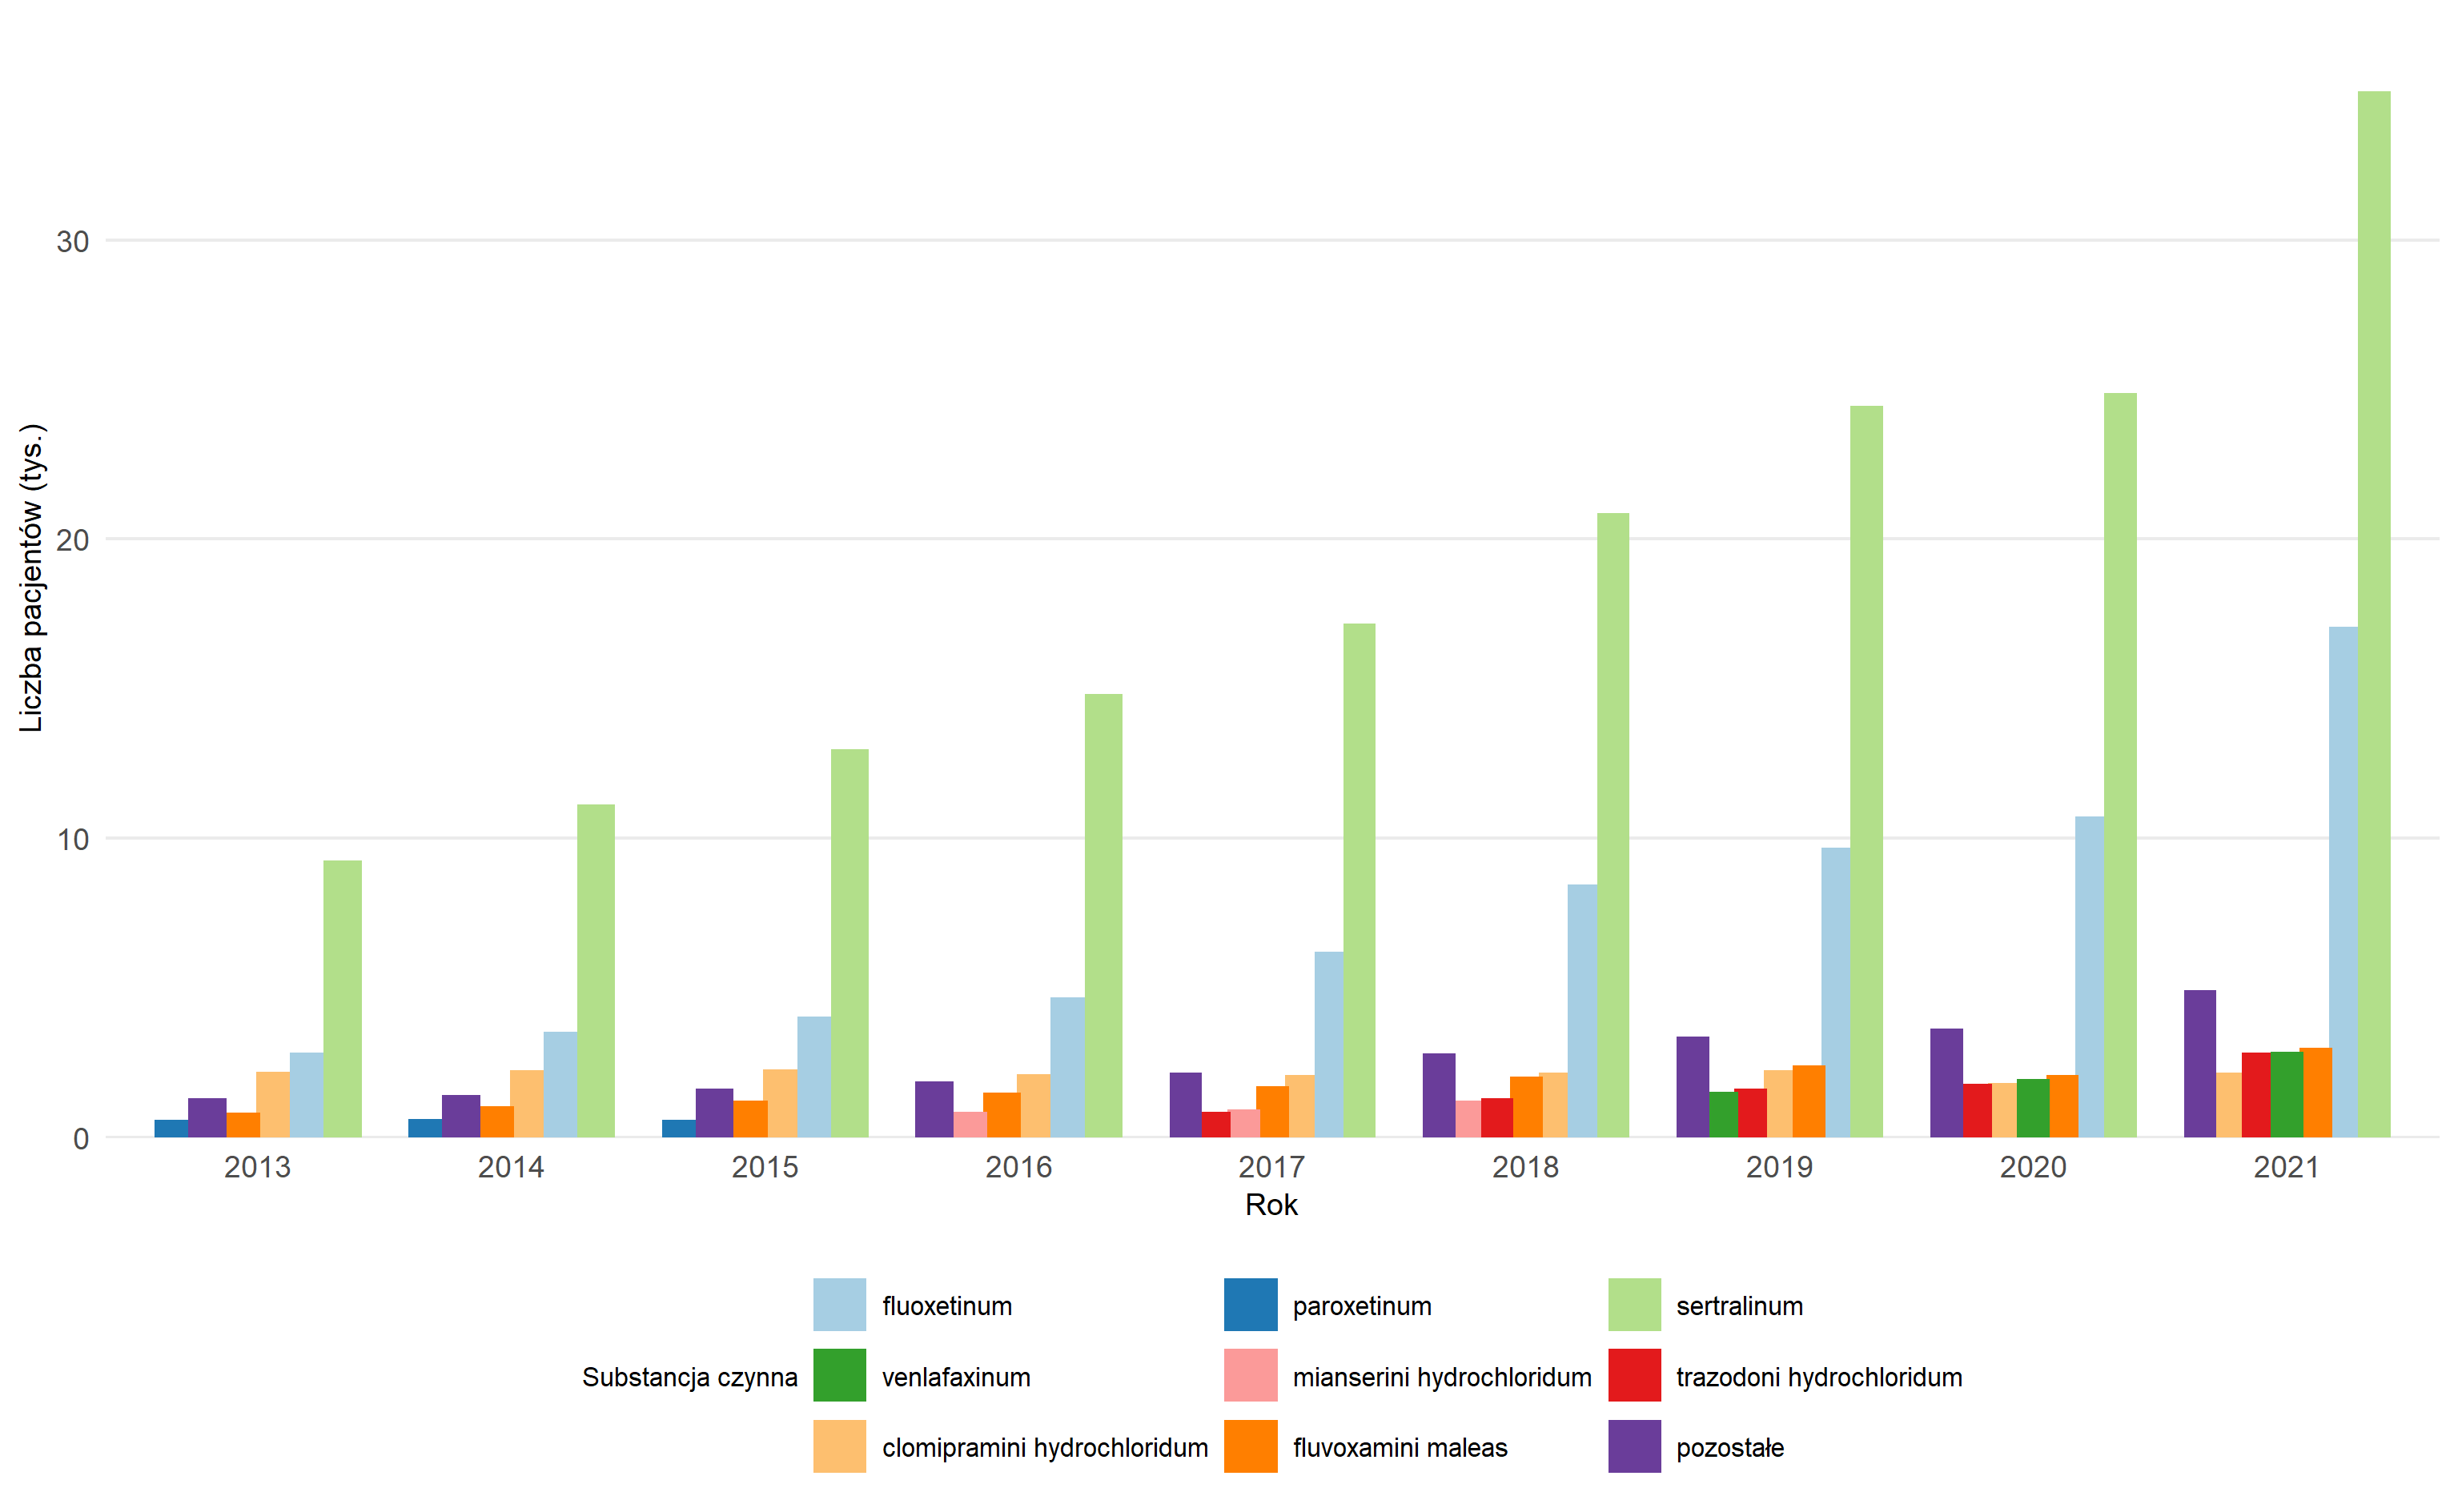 Liczba pacjentów (tys.)
30
20
10
0
2013 2014 2015 2016 2017 2018 2019 2020 2021
Rok
Substancja czynna
fluoxetinum paroxetinum sertralinum
venlafaxinum mianserini hydrochloridum trazodoni hydrochloridum
clomipramini hydrochloridum fluvoxamini maleas pozostałe